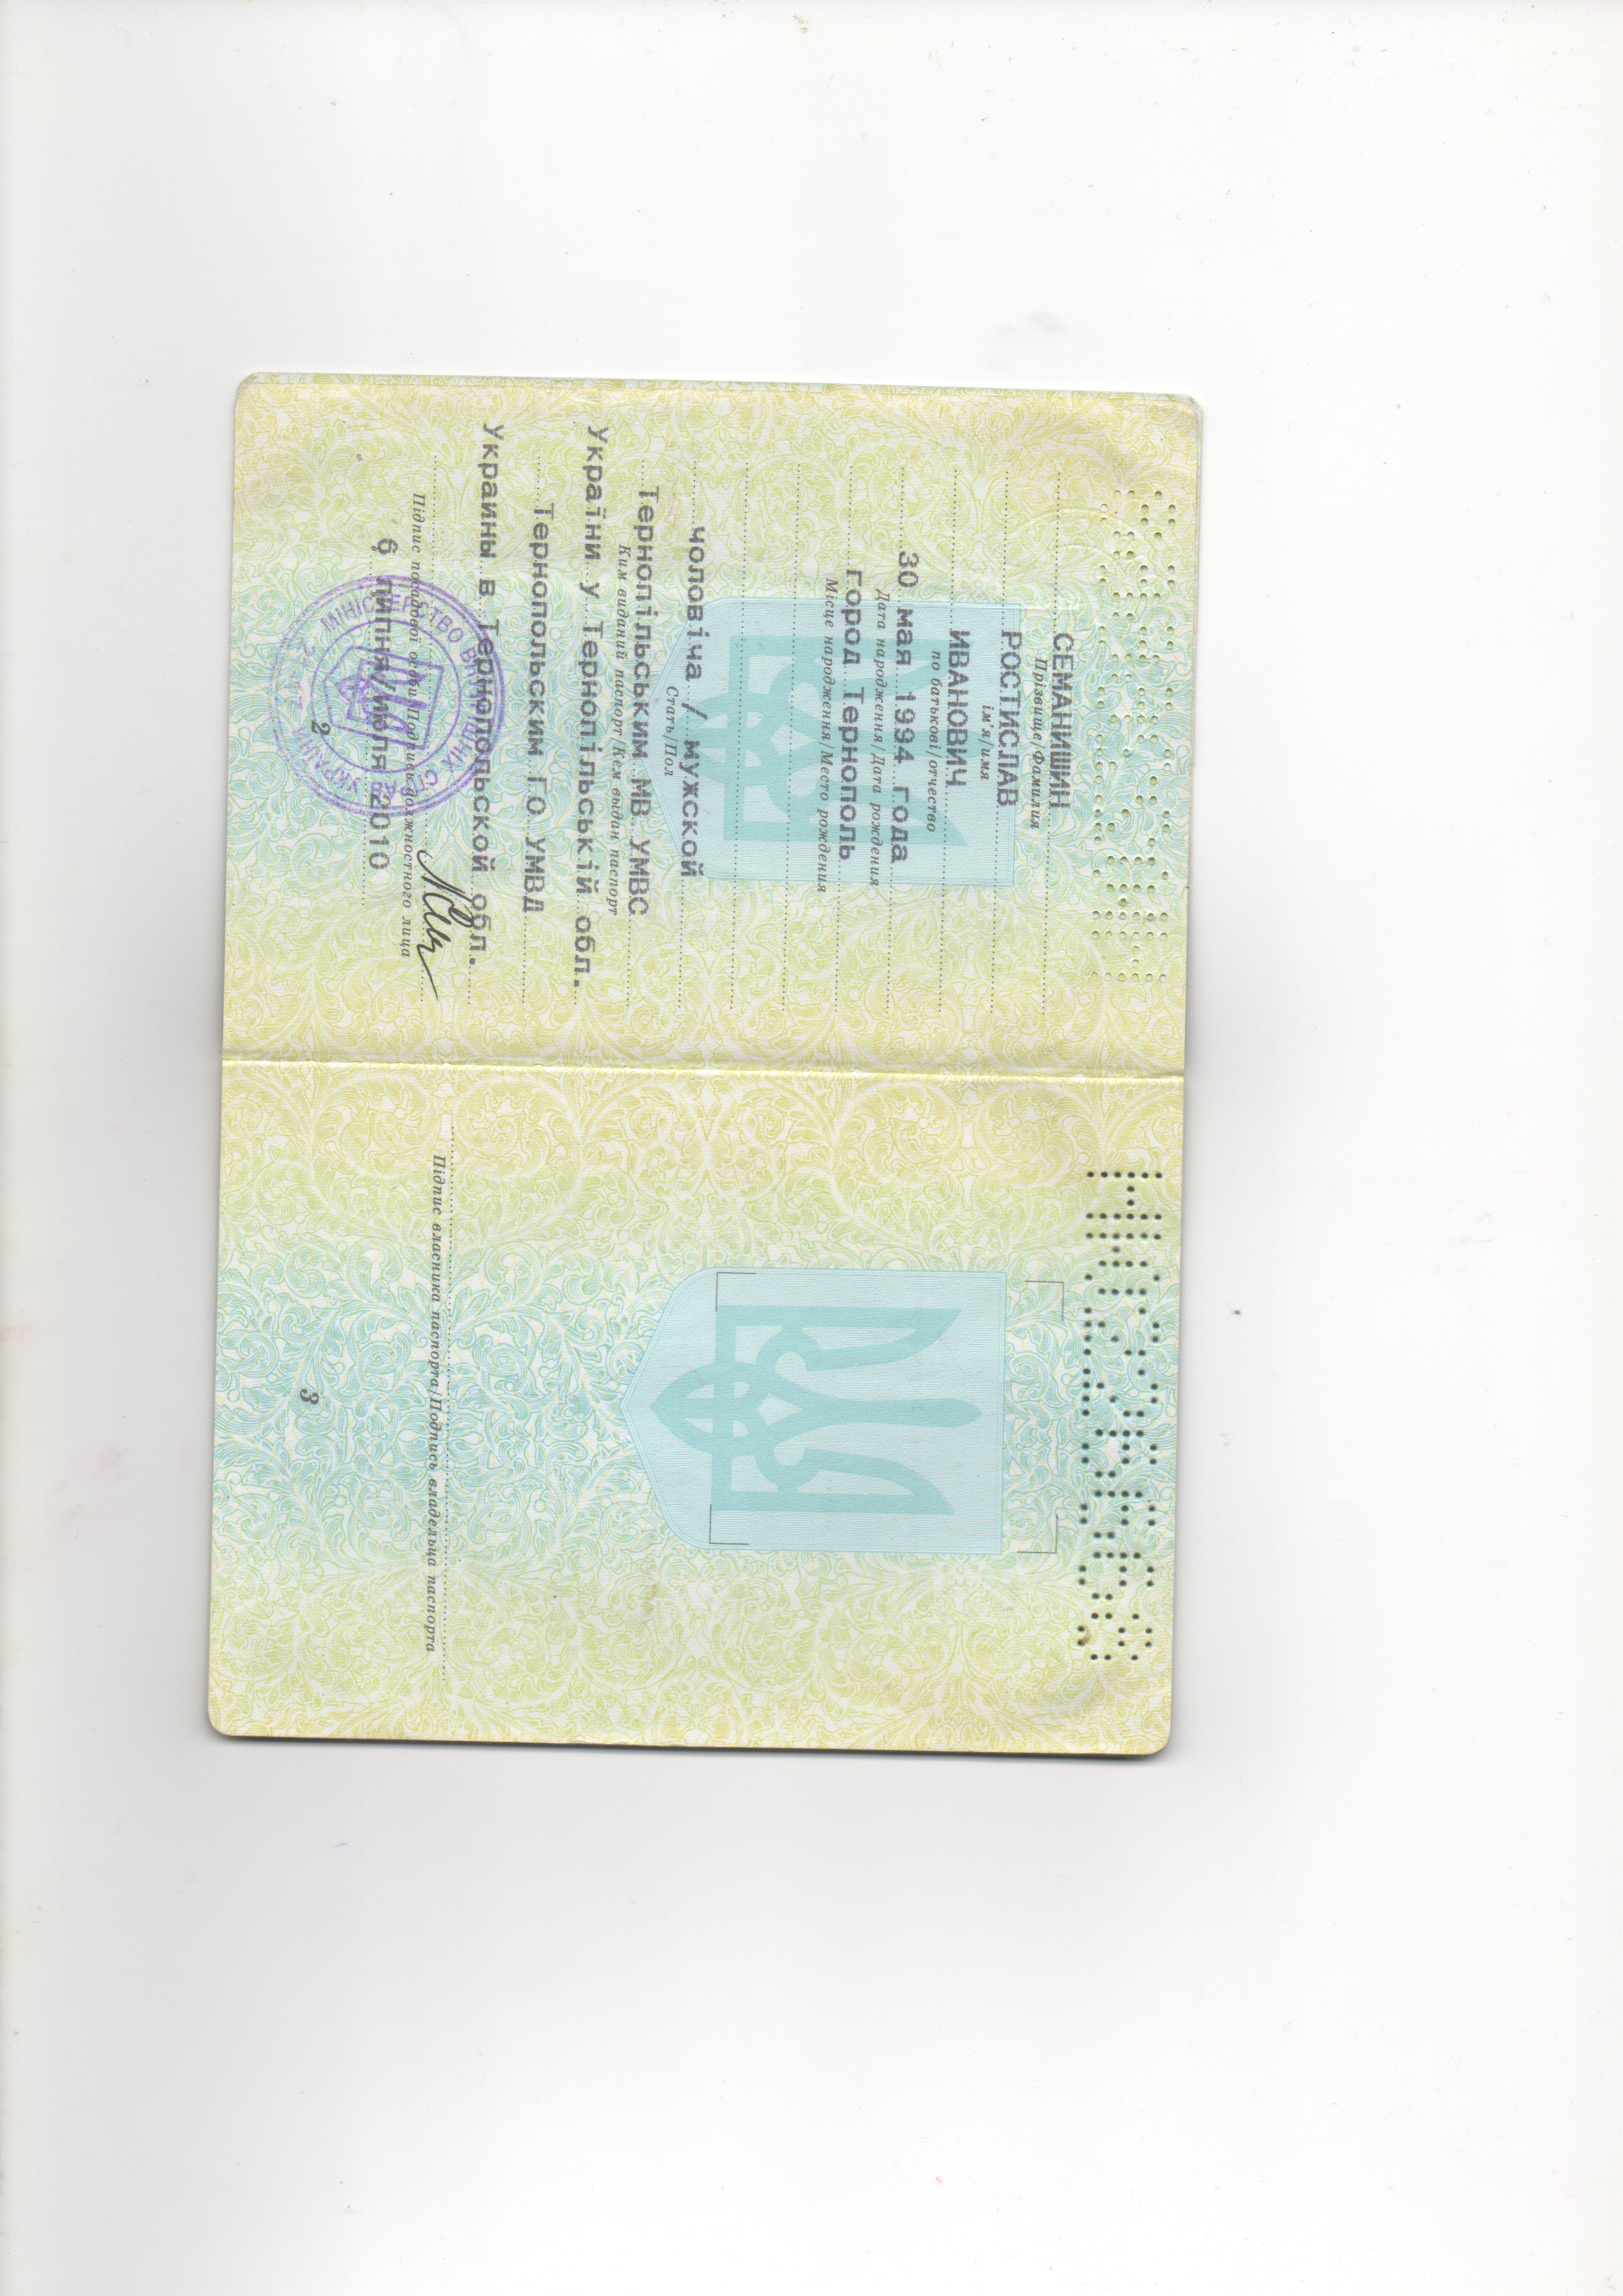 СЕМАНИШИН
Прізвище/Фамилия
РОСТИСЛАВ
ім'я/имя
ИВАНОВИЧ
по батькові/отчество
30 мая 1994 года
Дата народження/Дата рождения
город Тернополь
Місце народження/Место рождения
чоловіча / мужской
Стать/Пол
Тернопільським МВ УМВС
Ким виданий паспорт/Кем выдан паспорт
України у Тернопільській обл.
Тернопольским ГО УМВД
Украины в Тернопольской обл.
Підпис посадової особи/Подпись должностного лица
6 липня/июля 2010
МІНІСТЕРСТВО ВНУТРІШНІХ СПРАВ УКРАЇНИ
2
Підпис власника паспорта/Подпись владельца паспорта
3